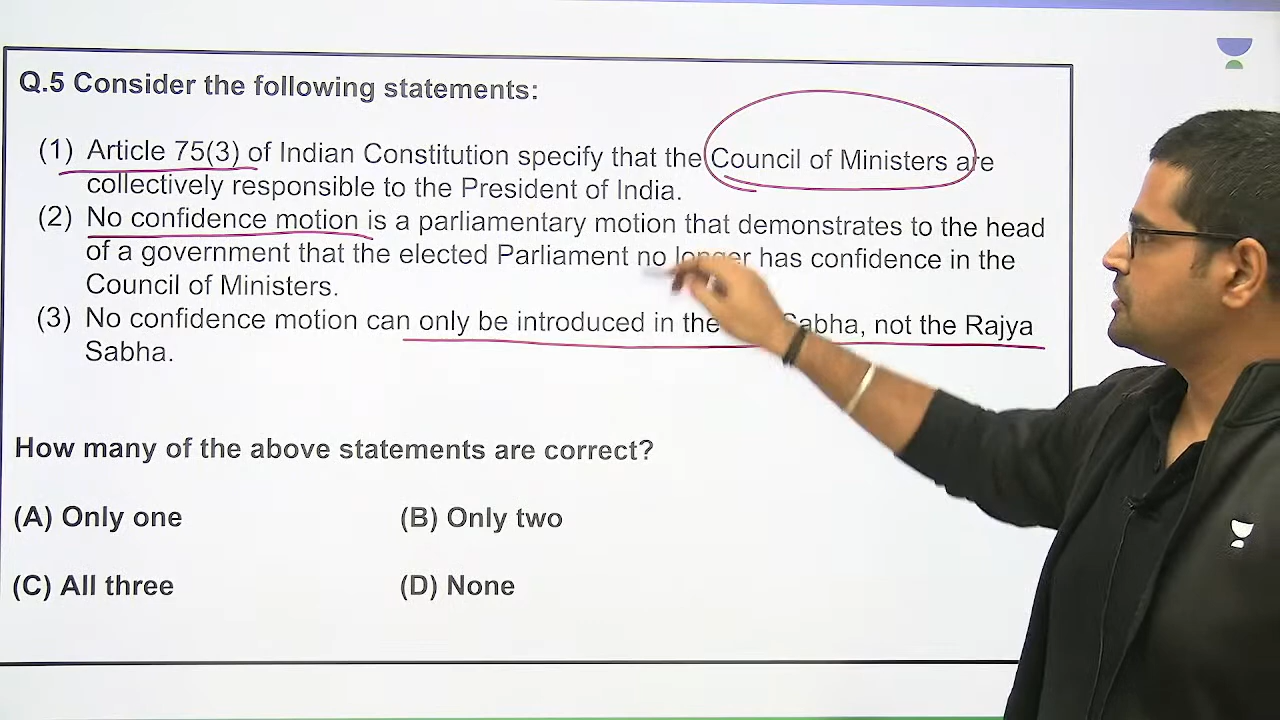 Q.5 Consider the following statements:
(1) Article 75(3) of Indian Constitution specify that the Council of Ministers are
collectively responsible to the President of India.
(2) No confidence motion is a parliamentary motion that demonstrates to the head
of a government that the elected Parliament no longer has confidence in the
Council of Ministers.
(3) No confidence motion can only be introduced in the Sabha, not the Rajya
Sabha.
How many of the above statements are correct?
(A) Only one
(B) Only two
(C) All three
(D) None